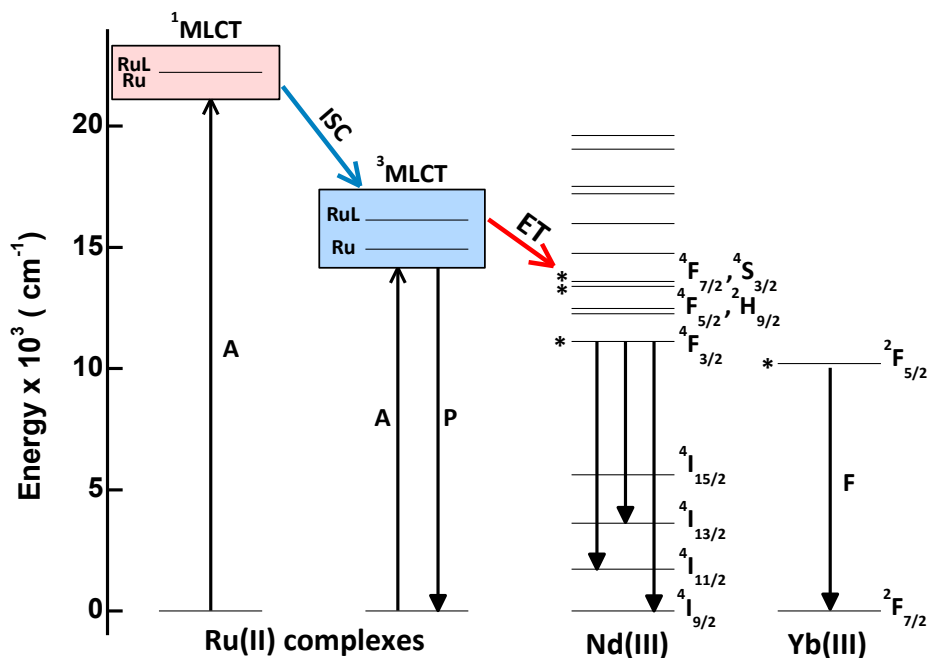 ¹MLCT
RuL
Ru
ISC
³MLCT
RuL
Ru
ET
A
A
P
F
Energy x 10³ ( cm⁻¹)
20
15
10
5
0
*
*
*
*
⁴F₇/₂ , ⁴S₃/₂
⁴F₅/₂ , ²H₉/₂
⁴F₃/₂
²F₅/₂
⁴I₁₅/₂
⁴I₁₃/₂
⁴I₁₁/₂
⁴I₉/₂
²F₇/₂
Ru(II) complexes
Nd(III)
Yb(III)